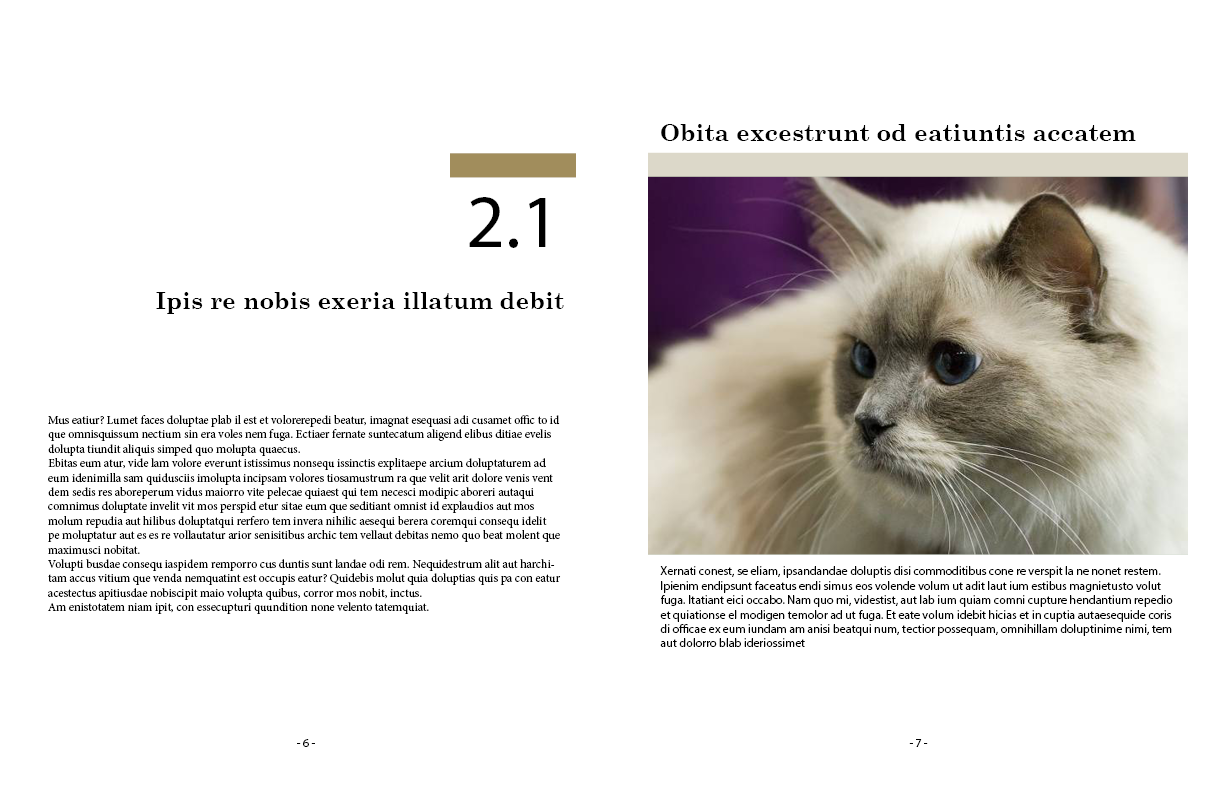 2.1
Ipis re nobis exeria illatum debit
Mus eatiur? Lumet faces doluptae plab il est et volorerepedi beatur, imagnat esequasi adi cusamet offic to id
que omnisquissum nectium sin era voles nem fuga. Ectiaer fernate suntecatum aligend elibus ditiae evelis
dolupta tiundit aliquis simped quo molupta quaecus.
Ebitas eum atur, vide lam volore everunt istissimus nonsequ issinctis explitaepe arcium doluptaturem ad
eum idenimilla sam quidusciis imolupta incipsam volores tiosamustrum ra que velit arit dolore venis vent
dem sedis res aboreperum vidus maiorro vite pelecae quiaest qui tem necesci modipic aboreri autaqui
comnimus doluptate invelit vit mos perspid etur sitae eum que seditiant omnist id explaudios aut mos
molum repudia aut hilibus doluptatqui rerfero tem invera nihilic aesequi berera coremqui consequ idelit
pe moluptatur aut es es re vollautatur arior senisitibus archic tem vellaut debitas nemo quo beat molent que
maximusci nobitat.
Volupti busdae consequ iaspidem remporro cus duntis sunt landae odi rem. Nequidestrum alit aut harchi-
tam accus vitium que venda nemquatint est occupis eatur? Quidebis molut quia doluptias quis pa con eatur
acestectus apitiusdae nobiscipit maio volupta quibus, corror mos nobit, inctus.
Am enistotatem niam ipit, con essecupturi quundition none velento tatemquiat.
- 6 -
Obita excestrunt od eatiuntis accatem
Xernati conest, se eliam, ipsandandae doluptis disi commoditibus cone re verspit la ne nonet restem.
Ipienim endipsunt faceatus endi simus eos volende volum ut adit laut ium estibus magnietusto volut
fuga. Itatiant eici occabo. Nam quo mi, videstist, aut lab ium quiam comni cupture hendantium repedio
et quiationse el modigen temolor ad ut fuga. Et eate volum idebit hicias et in cuptia autaesequide coris
di officae ex eum iundam am anisi beatqui num, tectior possequam, omnihillam doluptinime nimi, tem
aut dolorro blab ideriossimet
- 7 -